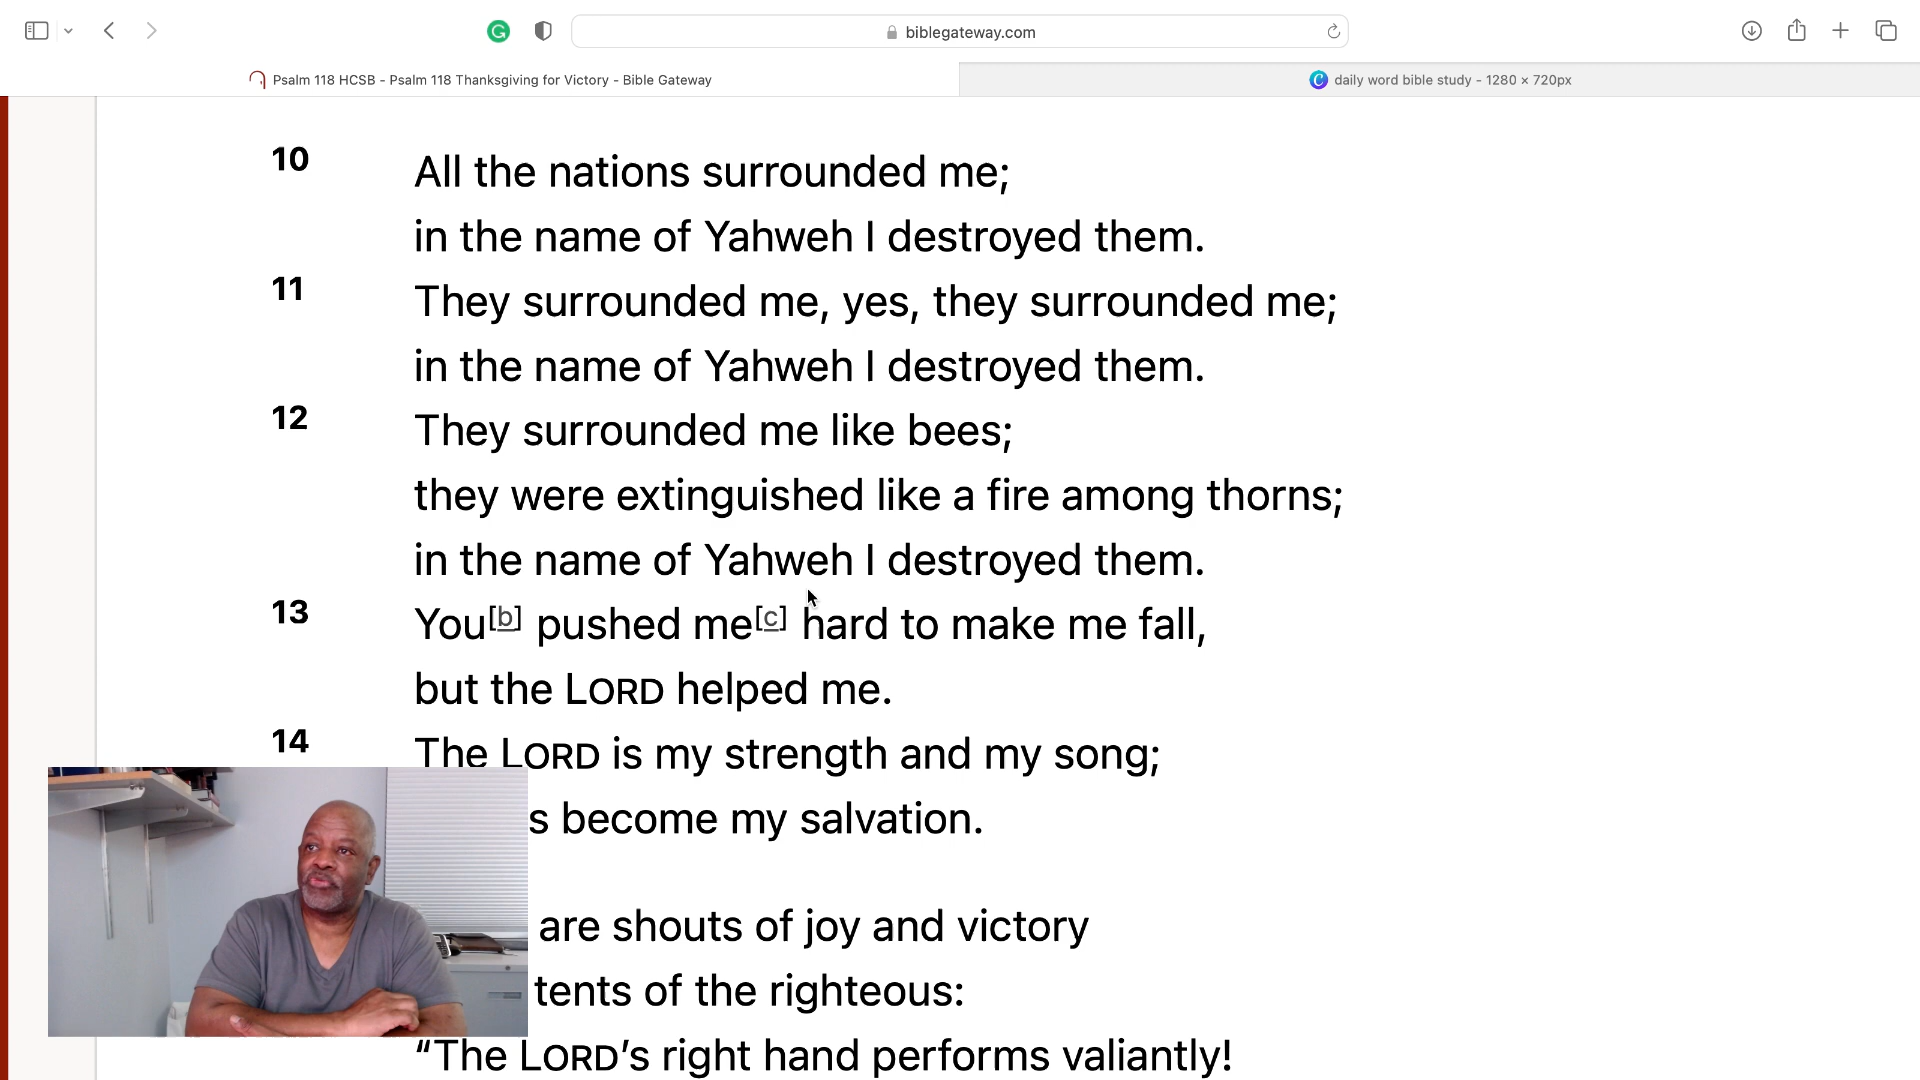 biblegateway.com
Psalm 118 HCSB - Psalm 118 Thanksgiving for Victory - Bible Gateway
daily word bible study - 1280 × 720px
10 All the nations surrounded me;
in the name of Yahweh I destroyed them.
11 They surrounded me, yes, they surrounded me;
in the name of Yahweh I destroyed them.
12 They surrounded me like bees;
they were extinguished like a fire among thorns;
in the name of Yahweh I destroyed them.
13 You[b] pushed me[c] hard to make me fall,
but the LORD helped me.
14 The LORD is my strength and my song;
s become my salvation.
are shouts of joy and victory
tents of the righteous:
“The LORD’s right hand performs valiantly!